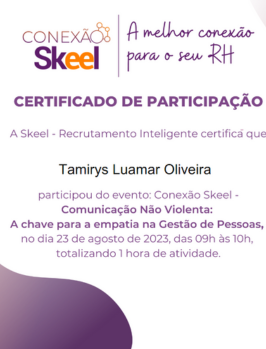 CONEXÃO
Skeel
A melhor conexão
para o seu RH
CERTIFICADO DE PARTICIPAÇÃO
A Skeel - Recrutamento Inteligente certifica que
Tamirys Luamar Oliveira
participou do evento: Conexão Skeel -
Comunicação Não Violenta:
A chave para a empatia na Gestão de Pessoas,
no dia 23 de agosto de 2023, das 09h às 10h,
totalizando 1 hora de atividade.